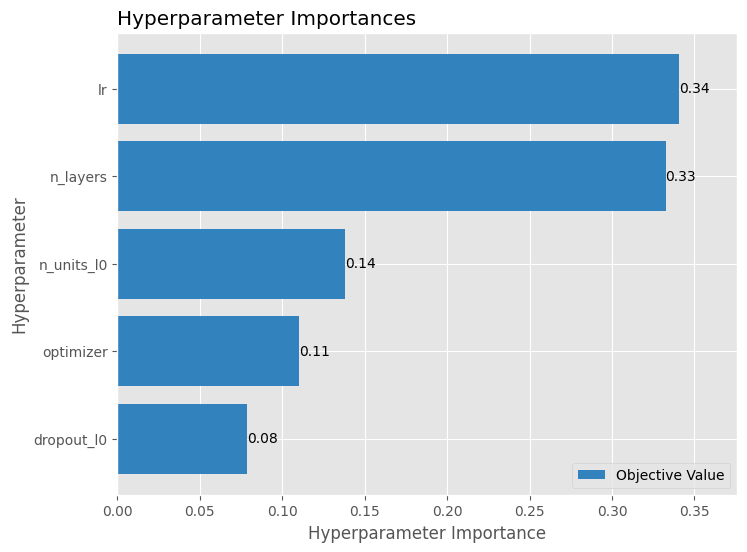 Hyperparameter Importances
lr
0.34
n_layers
0.33
n_units_l0
0.14
optimizer
0.11
dropout_l0
0.08
Hyperparameter
Objective Value
0.00 0.05 0.10 0.15 0.20 0.25 0.30 0.35
Hyperparameter Importance